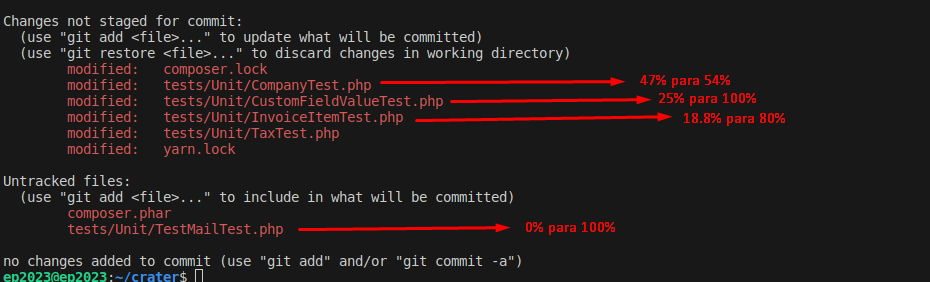 Changes not staged for commit:
(use "git add <file>..." to update what will be committed)
(use "git restore <file>..." to discard changes in working directory)
modified: composer.lock
modified: tests/Unit/CompanyTest.php 47% para 54%
modified: tests/Unit/CustomFieldValueTest.php 25% para 100%
modified: tests/Unit/InvoiceItemTest.php 18.8% para 80%
modified: tests/Unit/TaxTest.php
modified: yarn.lock
Untracked files:
(use "git add <file>..." to include in what will be committed)
composer.phar
tests/Unit/TestMailTest.php 0% para 100%
no changes added to commit (use "git add" and/or "git commit -a")
ep2023@ep2023:~/crater$